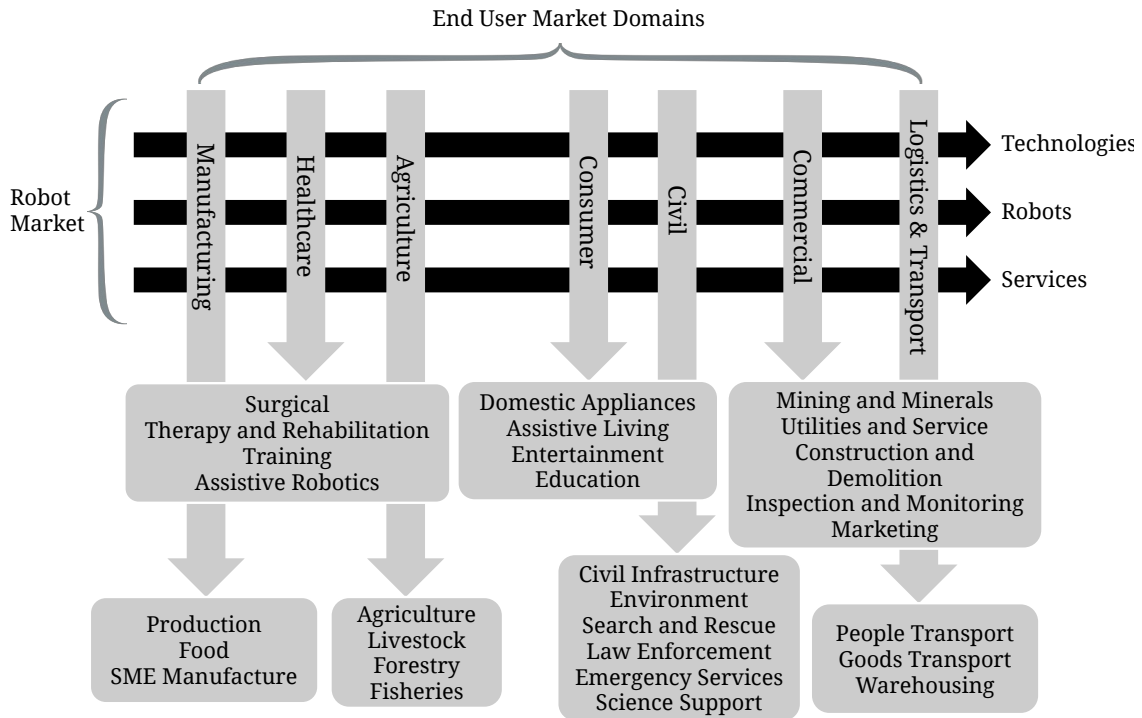 End User Market Domains
Robot
Market
Manufacturing
Healthcare
Agriculture
Consumer
Civil
Commercial
Logistics & Transport
Technologies
Robots
Services
Surgical
Therapy and Rehabilitation
Training
Assistive Robotics
Domestic Appliances
Assistive Living
Entertainment
Education
Mining and Minerals
Utilities and Service
Construction and
Demolition
Inspection and Monitoring
Marketing
Production
Food
SME Manufacture
Agriculture
Livestock
Forestry
Fisheries
Civil Infrastructure
Environment
Search and Rescue
Law Enforcement
Emergency Services
Science Support
People Transport
Goods Transport
Warehousing